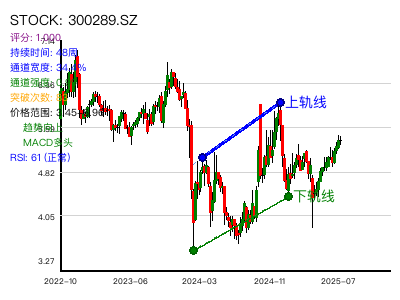 STOCK: 300289.SZ
评分: 1.000
持续时间: 48周
通道宽度: 34.
通道强度:
突破次数:
价格范围: 3.45-
趋势:
MACD多头
RSI: 61 (正常)
上轨线
下轨线
4.82
4.05
3.27
2022-10
2023-06
2024-03
2024-11
2025-07